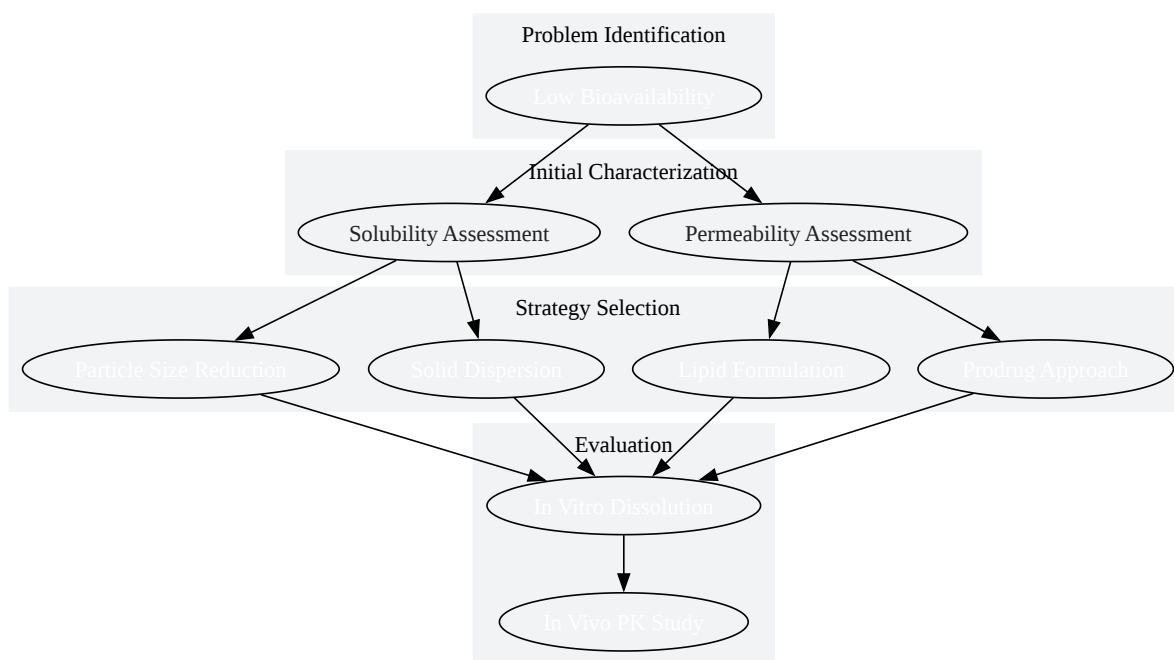 Problem Identification
Low Bioavailability
Initial Characterization
Solubility Assessment
Permeability Assessment
Strategy Selection
Particle Size Reduction
Solid Dispersion
Lipid Formulation
Prodrug Approach
Evaluation
In Vitro Dissolution
In Vivo PK Study